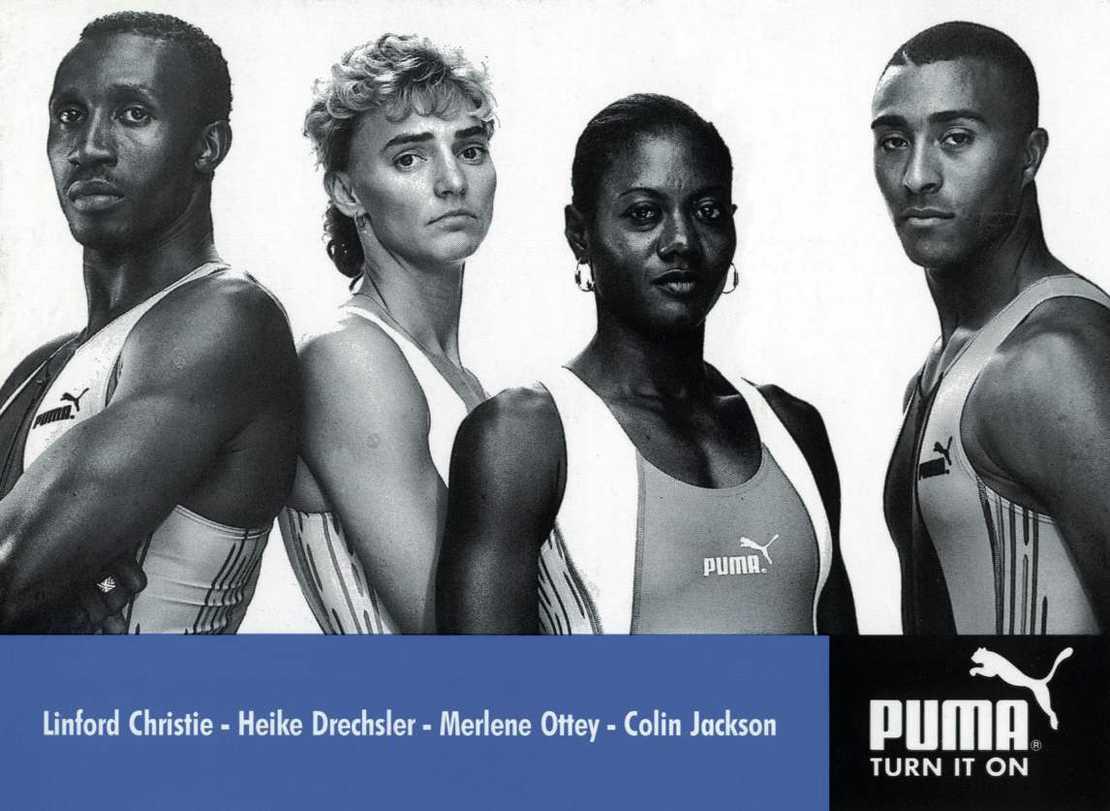 PUMA®
PUMA®
PUMA®
Linford Christie - Heike Drechsler - Merlene Ottey - Colin Jackson
PUMA®
TURN IT ON